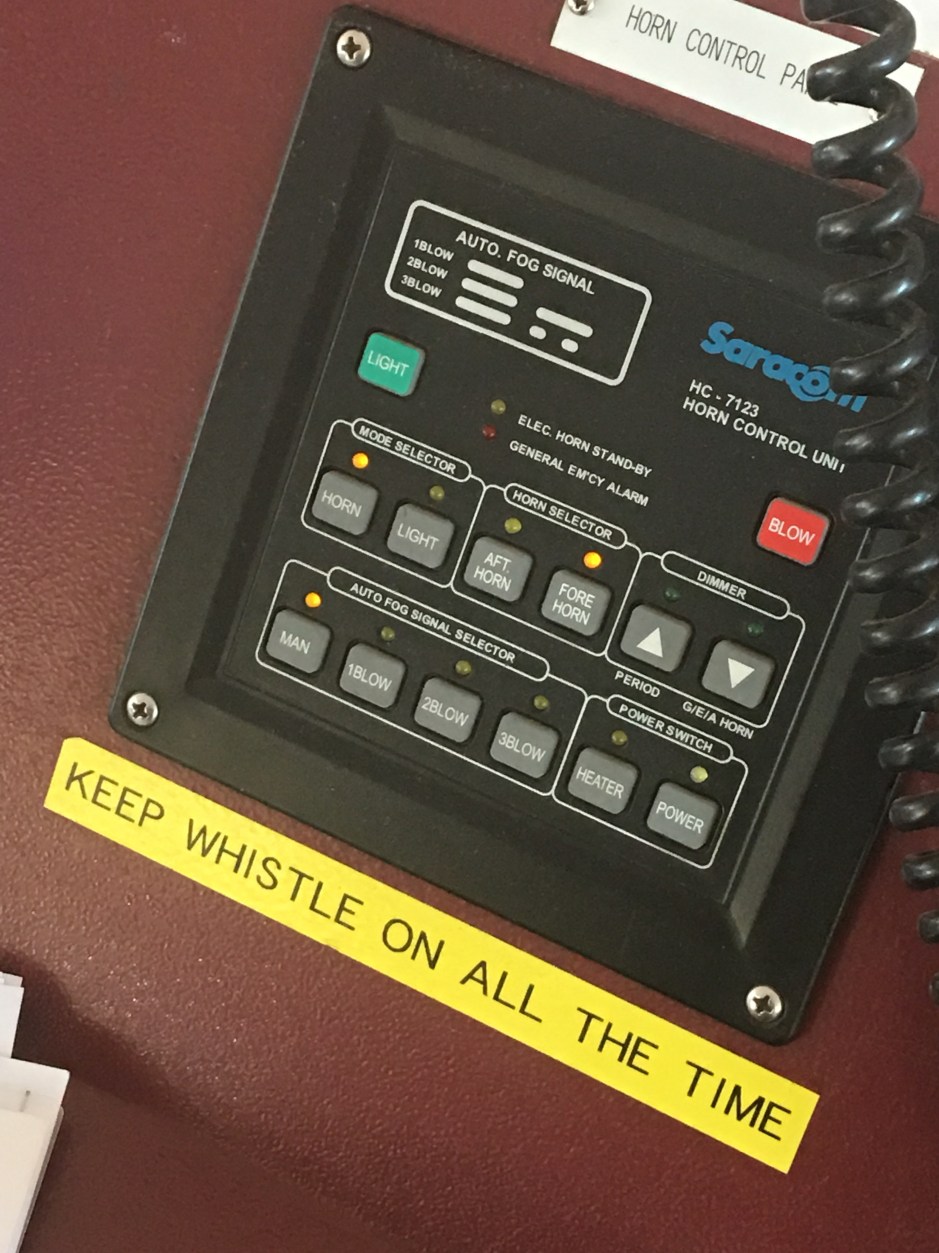 HORN CONTROL
AUTO. FOG SIGNAL
1BLOW
2BLOW
3BLOW
LIGHT
Saracom
HC - 7123
HORN CONTROL UNIT
ELEC. HORN STAND-BY
GENERAL EM'CY ALARM
MODE SELECTOR
HORN
LIGHT
HORN SELECTOR
AFT.
HORN
FORE
HORN
BLOW
DIMMER
PERIOD
G/E/A HORN
AUTO FOG SIGNAL SELECTOR
MAN
1BLOW
2BLOW
3BLOW
POWER SWITCH
HEATER
POWER
KEEP WHISTLE ON ALL THE TIME